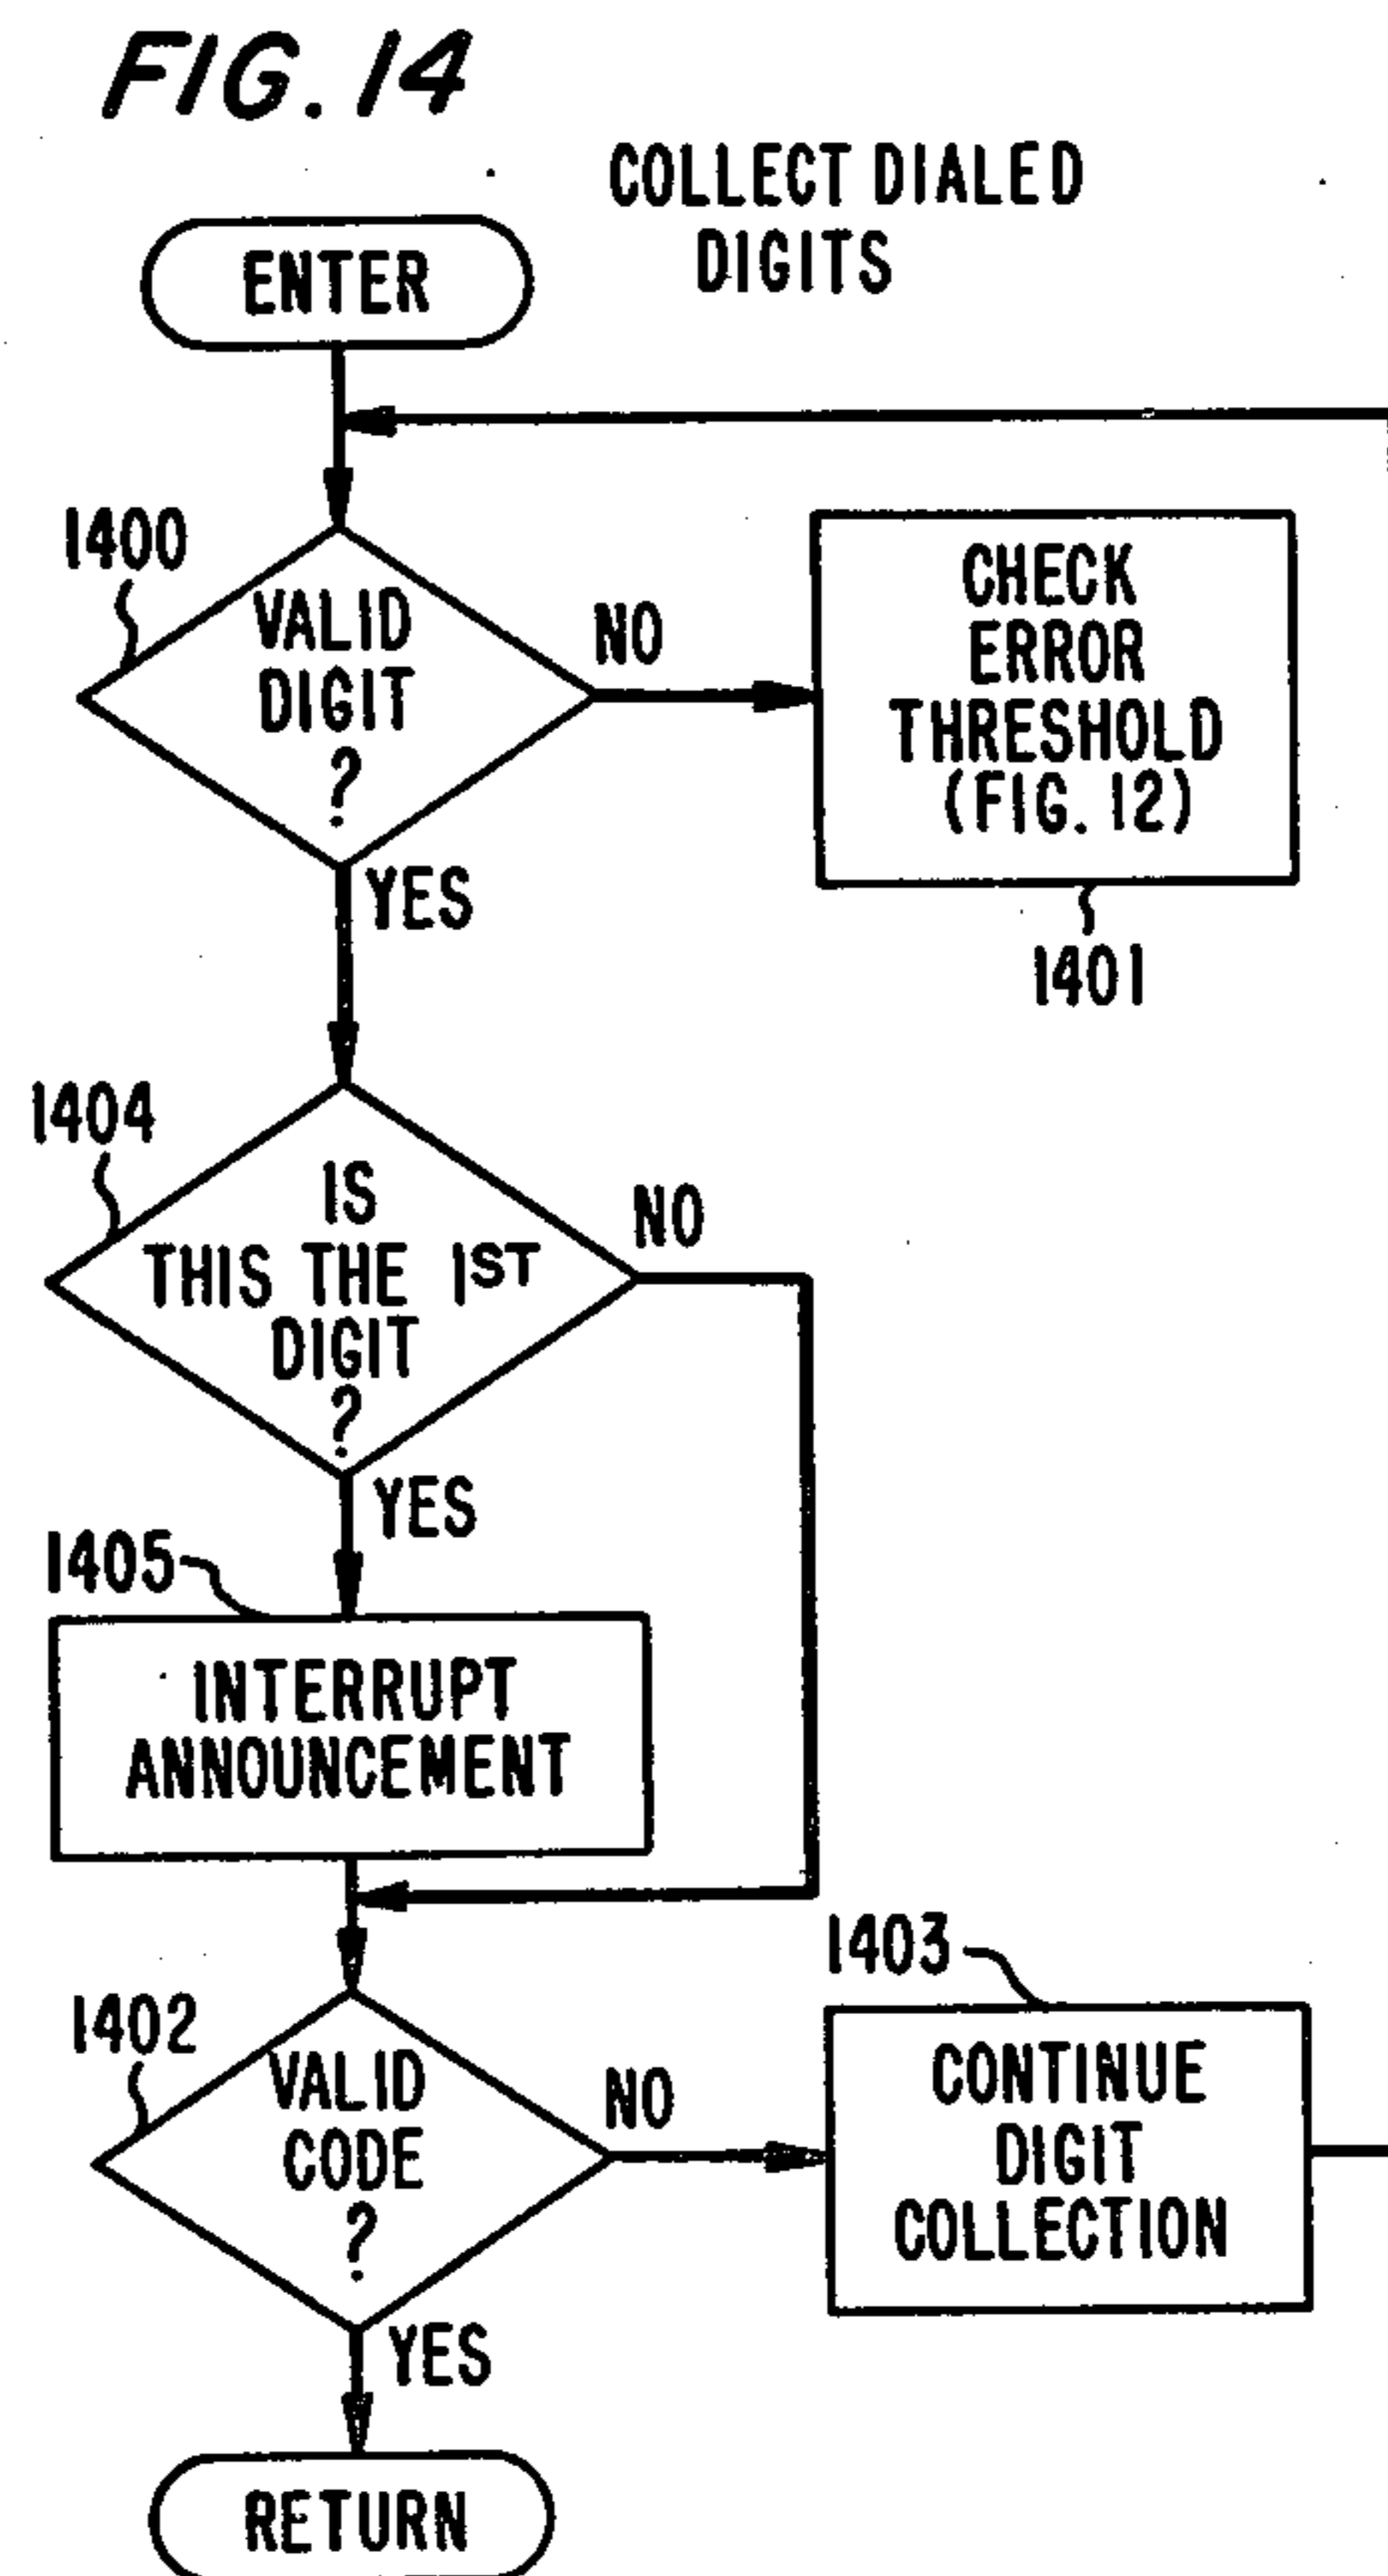 FIG. 14
COLLECT DIALED
DIGITS
ENTER
1400
VALID
DIGIT
?
NO
YES
CHECK
ERROR
THRESHOLD
(FIG. 12)
1401
1404
IS
THIS THE 1ST
DIGIT
?
NO
YES
1405
INTERRUPT
ANNOUNCEMENT
1402
VALID
CODE
?
NO
YES
1403
CONTINUE
DIGIT
COLLECTION
RETURN